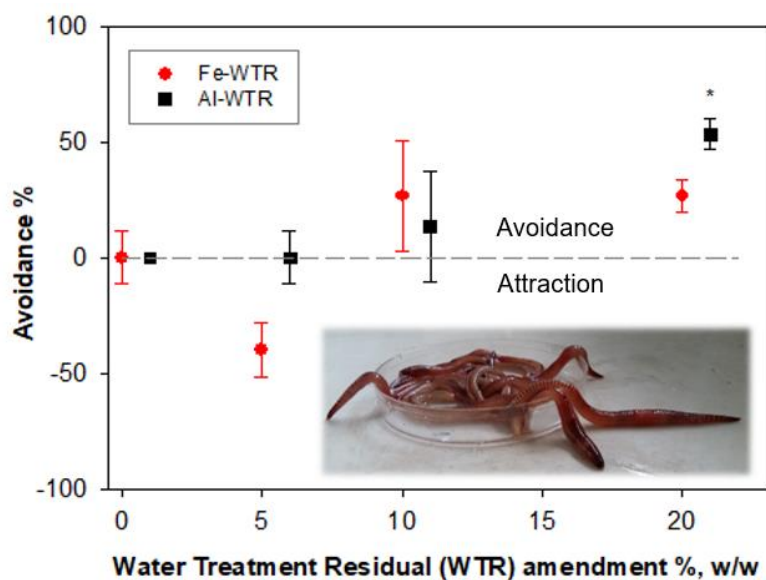 100
Fe-WTR
Al-WTR
*
50
Avoidance
0
Attraction
-50
-100
0 5 10 15 20
Avoidance %
Water Treatment Residual (WTR) amendment %, w/w